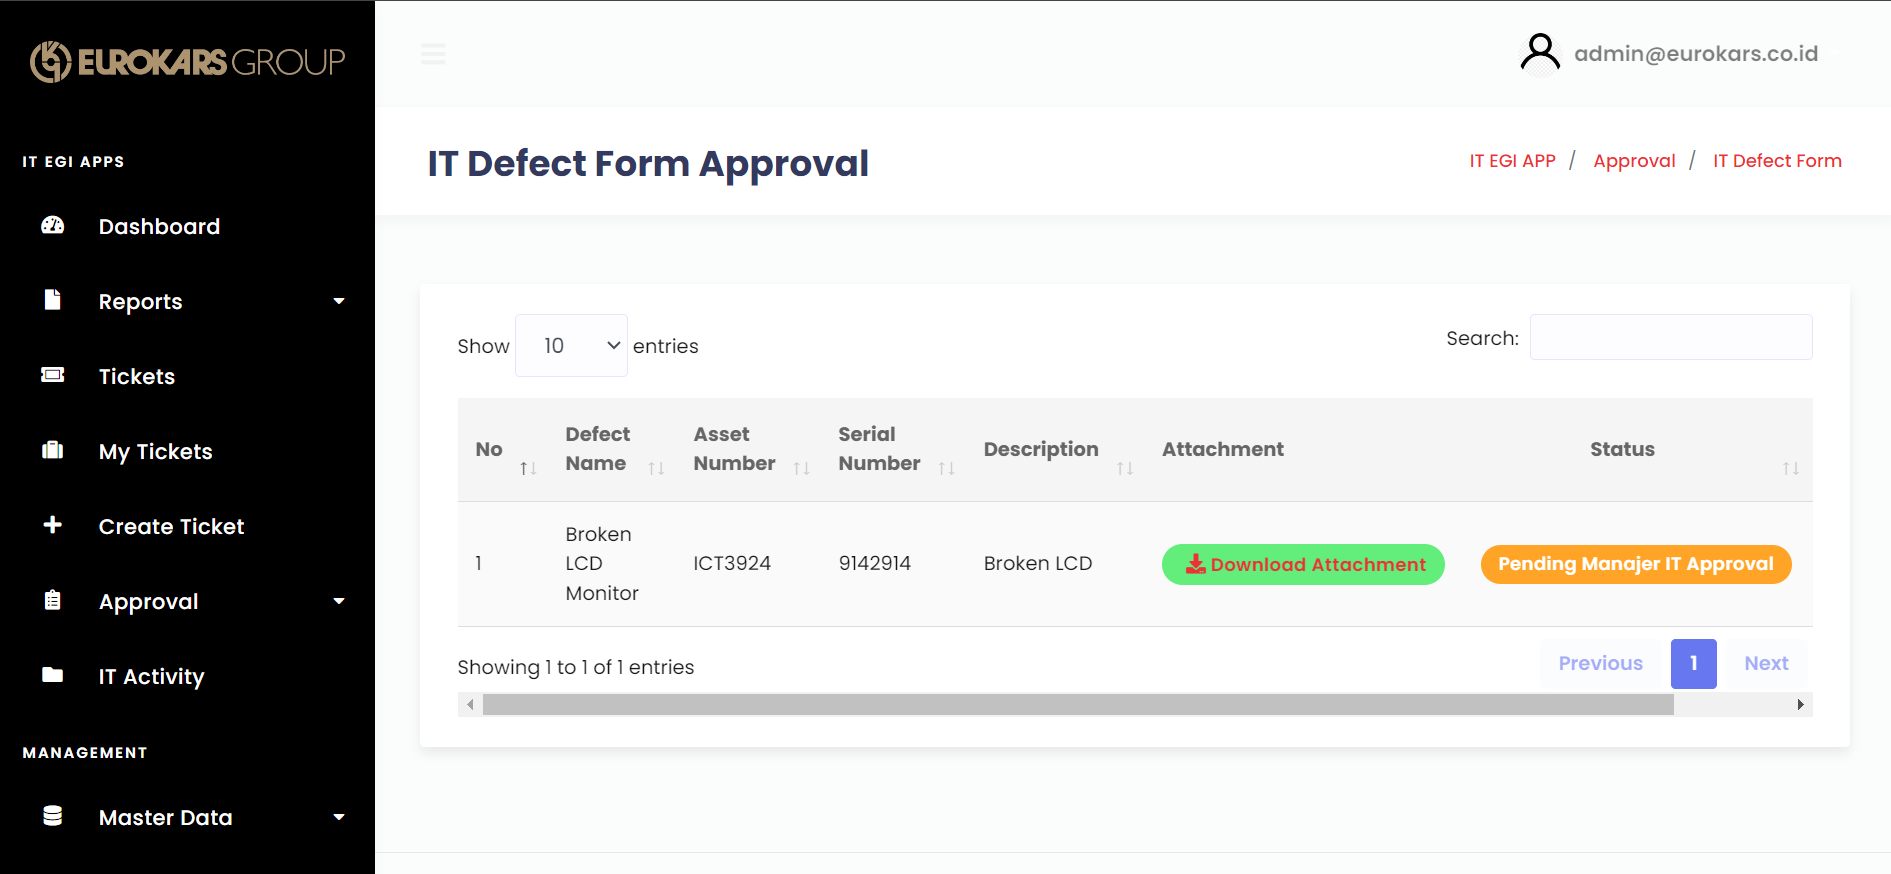 EUROKARS GROUP
admin@eurokars.co.id
IT EGI APPS
Dashboard
Reports
Tickets
My Tickets
Create Ticket
Approval
IT Activity
MANAGEMENT
Master Data
IT Defect Form Approval
IT EGI APP / Approval / IT Defect Form
Show 10 entries
Search:
No
Defect
Name
Asset
Number
Serial
Number
Description
Attachment
Status
1
Broken
LCD
Monitor
ICT3924
9142914
Broken LCD
Download Attachment
Pending Manajer IT Approval
Showing 1 to 1 of 1 entries
Previous 1 Next